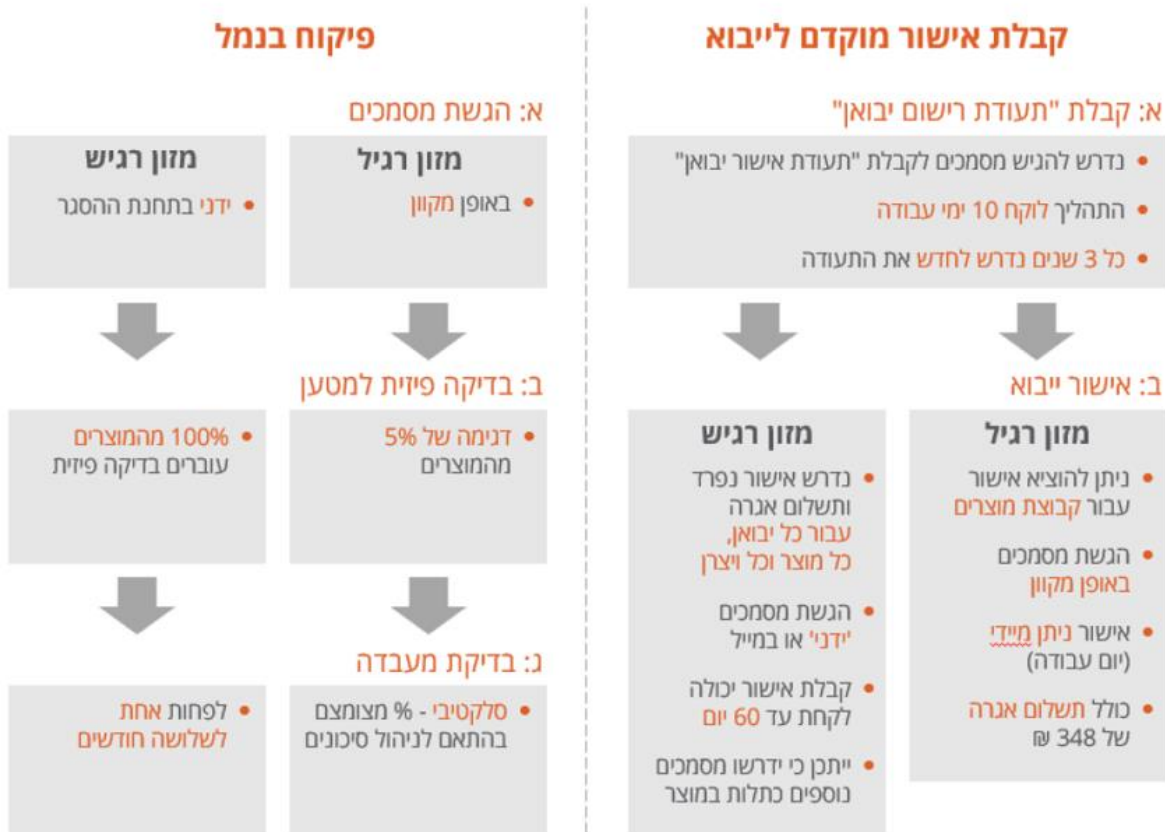 קבלת אישור מוקדם לייבוא
א: קבלת "תעודת רישום יבואן"
נדרש להגיש מסמכים לקבלת "תעודת אישור יבואן"
התהליך לוקח 10 ימי עבודה
כל 3 שנים נדרש לחדש את התעודה
ב: אישור ייבוא
מזון רגיל
ניתן להוציא אישור
עבור קבוצת מוצרים
הגשת מסמכים
באופן מקוון
אישור ניתן מיידי
(יום עבודה)
כולל תשלום אגרה
של 348 ₪
מזון רגיש
נדרש אישור נפרד
ותשלום אגרה
עבור כל יבואן,
כל מוצר וכל ויצרן
הגשת מסמכים
'ידני' או במייל
קבלת אישור יכולה
לקחת עד 60 יום
ייתכן כי ידרשו מסמכים
נוספים כתלות במוצר
פיקוח בנמל
א: הגשת מסמכים
מזון רגיל
באופן מקוון
מזון רגיש
ידני בתחנת ההסגר
ב: בדיקה פיזית למטען
דגימה של 5%
מהמוצרים
100% מהמוצרים
עוברים בדיקה פיזית
ג: בדיקת מעבדה
סלקטיבי - % מצומצם
בהתאם לניהול סיכונים
לפחות אחת
לשלושה חודשים